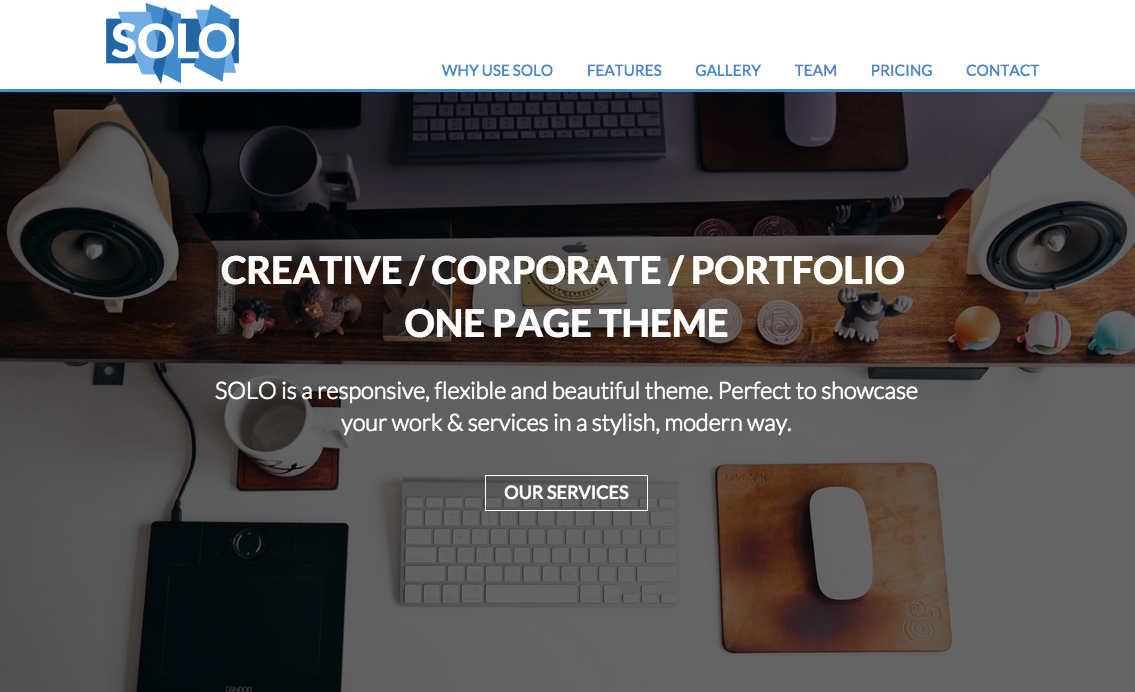 SOLO
WHY USE SOLO FEATURES GALLERY TEAM PRICING CONTACT
CREATIVE / CORPORATE / PORTFOLIO
ONE PAGE THEME
SOLO is a responsive, flexible and beautiful theme. Perfect to showcase
your work & services in a stylish, modern way.
OUR SERVICES
BAMBOO